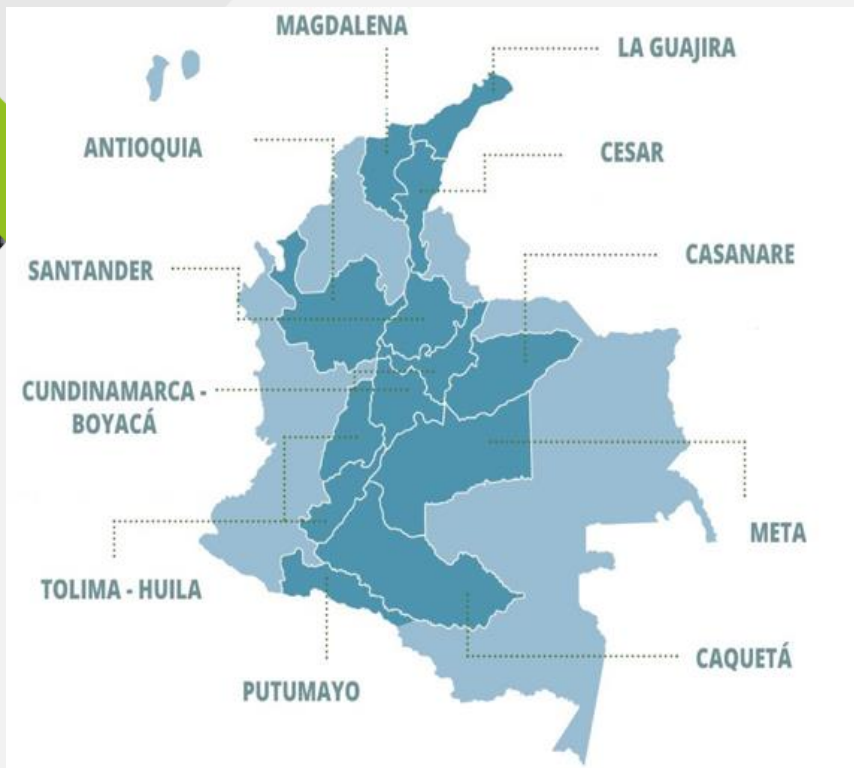 MAGDALENA
LA GUAJIRA
ANTIOQUIA
CESAR
SANTANDER
CASANARE
CUNDINAMARCA -
BOYACÁ
META
TOLIMA - HUILA
CAQUETÁ
PUTUMAYO